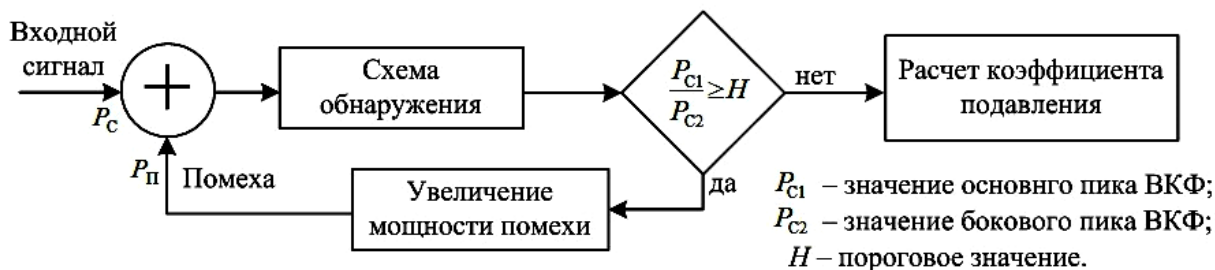 Входной
сигнал
P_С
+
Схема
обнаружения
P_С1
P_С2
≥H
нет
Расчет коэффициента
подавления
P_П
Помеха
Увеличение
мощности помехи
да
P_С1 – значение основнго пика ВКФ;
P_С2 – значение бокового пика ВКФ;
H – пороговое значение.